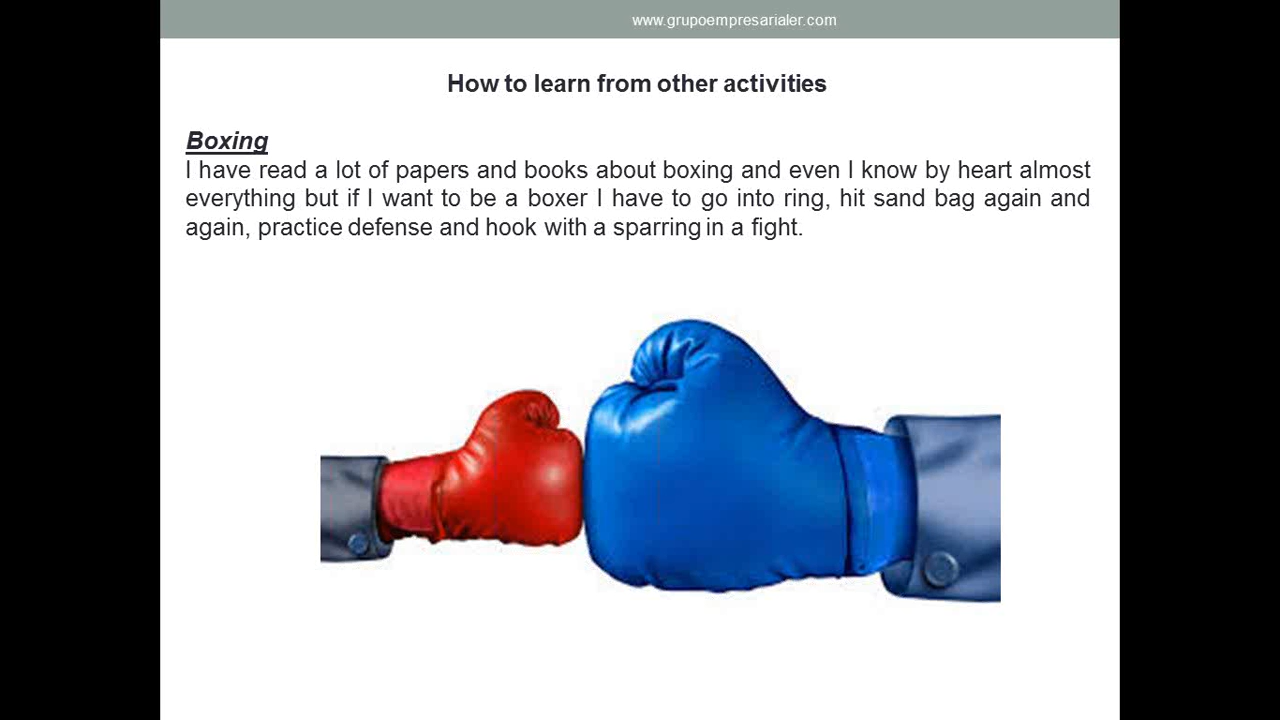 www.grupoempresarialer.com
How to learn from other activities
Boxing
I have read a lot of papers and books about boxing and even I know by heart almost
everything but if I want to be a boxer I have to go into ring, hit sand bag again and
again, practice defense and hook with a sparring in a fight.